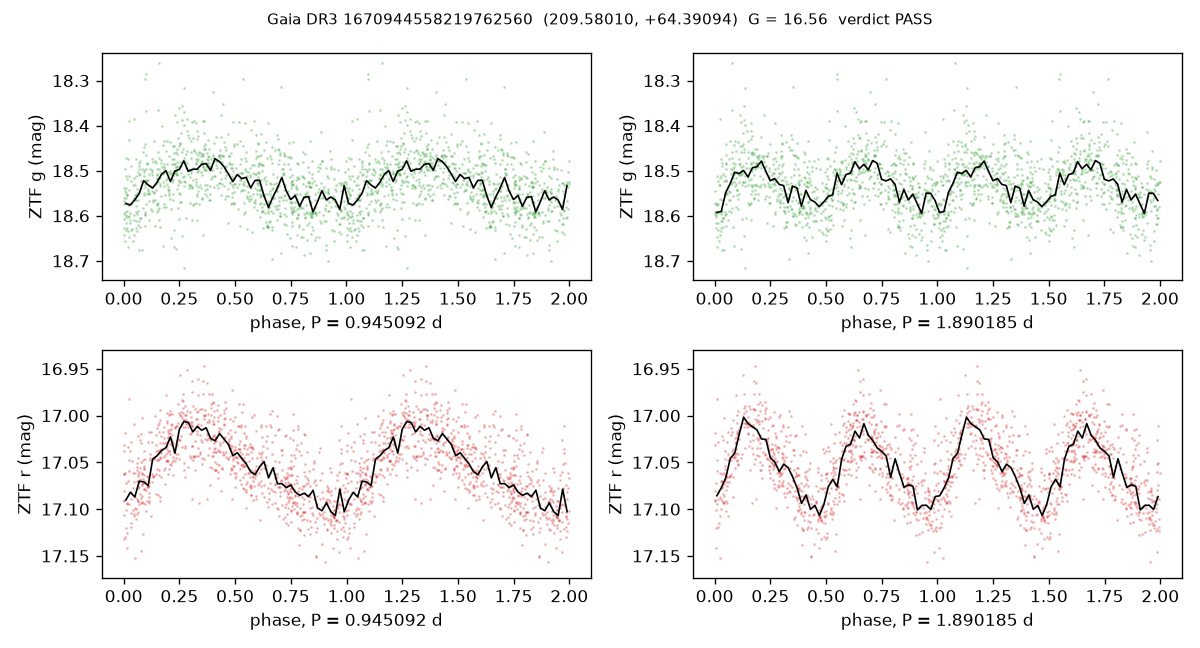 Gaia DR3 1670944558219762560  (209.58010, +64.39094)  G = 16.56  verdict PASS
ZTF g (mag)
18.3
18.4
18.5
18.6
18.7
0.00 0.25 0.50 0.75 1.00 1.25 1.50 1.75 2.00
phase, P = 0.945092 d
ZTF g (mag)
18.3
18.4
18.5
18.6
18.7
0.00 0.25 0.50 0.75 1.00 1.25 1.50 1.75 2.00
phase, P = 1.890185 d
ZTF r (mag)
16.95
17.00
17.05
17.10
17.15
0.00 0.25 0.50 0.75 1.00 1.25 1.50 1.75 2.00
phase, P = 0.945092 d
ZTF r (mag)
16.95
17.00
17.05
17.10
17.15
0.00 0.25 0.50 0.75 1.00 1.25 1.50 1.75 2.00
phase, P = 1.890185 d